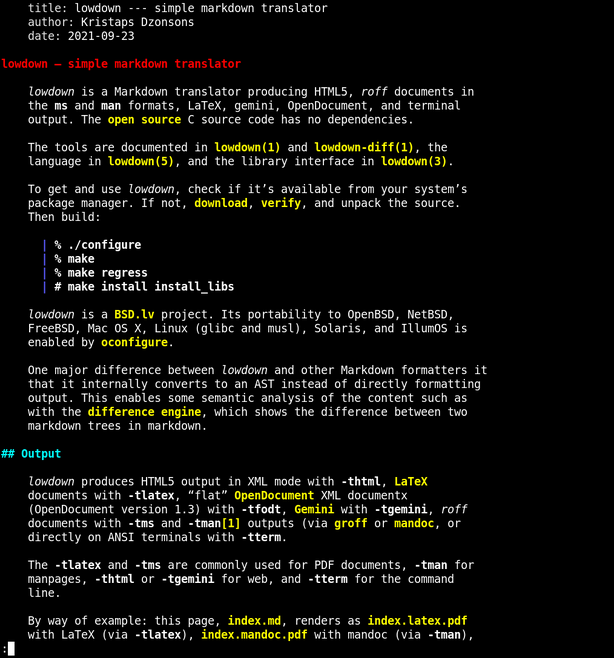 title: lowdown --- simple markdown translator
author: Kristaps Dzonsons
date: 2021-09-23
lowdown — simple markdown translator
lowdown is a Markdown translator producing HTML5, roff documents in
the ms and man formats, LaTeX, gemini, OpenDocument, and terminal
output. The open source C source code has no dependencies.
The tools are documented in lowdown(1) and lowdown-diff(1), the
language in lowdown(5), and the library interface in lowdown(3).
To get and use lowdown, check if it’s available from your system’s
package manager. If not, download, verify, and unpack the source.
Then build:
| % ./configure
| % make
| % make regress
| # make install install_libs
lowdown is a BSD.lv project. Its portability to OpenBSD, NetBSD,
FreeBSD, Mac OS X, Linux (glibc and musl), Solaris, and IllumOS is
enabled by oconfigure.
One major difference between lowdown and other Markdown formatters it
that it internally converts to an AST instead of directly formatting
output. This enables some semantic analysis of the content such as
with the difference engine, which shows the difference between two
markdown trees in markdown.
## Output
lowdown produces HTML5 output in XML mode with -thtml, LaTeX
documents with -tlatex, “flat” OpenDocument XML documentx
(OpenDocument version 1.3) with -tfodt, Gemini with -tgemini, roff
documents with -tms and -tman[1] outputs (via groff or mandoc, or
directly on ANSI terminals with -tterm.
The -tlatex and -tms are commonly used for PDF documents, -tman for
manpages, -thtml or -tgemini for web, and -tterm for the command
line.
By way of example: this page, index.md, renders as index.latex.pdf
with LaTeX (via -tlatex), index.mandoc.pdf with mandoc (via -tman),
: